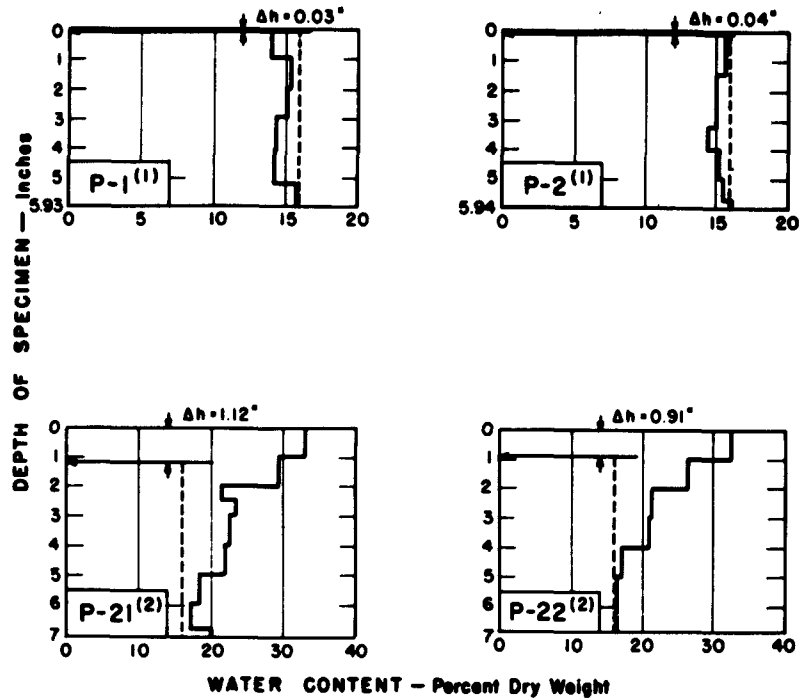 Δh = 0.03"
0
1
2
3
4
5
5.93
P-1(1)
0 5 10 15 20
Δh = 0.04"
0
1
2
3
4
5
5.94
P-2(1)
0 5 10 15 20
DEPTH OF SPECIMEN — Inches
Δh = 1.12"
0
1
2
3
4
5
6
7
P-21(2)
0 10 20 30 40
Δh = 0.91"
0
1
2
3
4
5
6
7
P-22(2)
0 10 20 30 40
WATER CONTENT — Percent Dry Weight